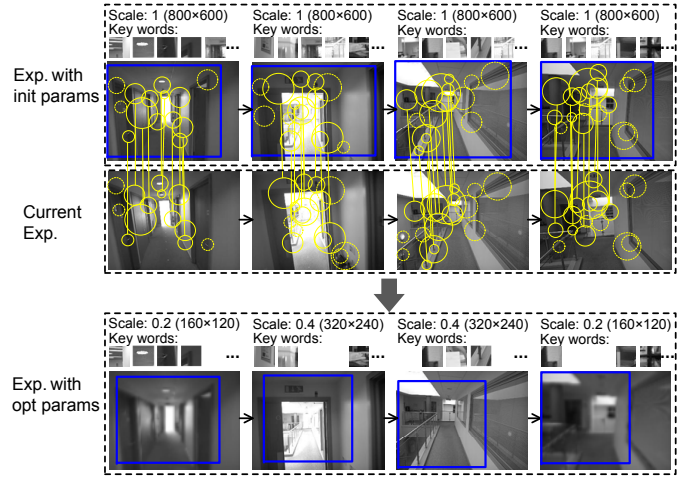 Scale: 1 (800×600) Scale: 1 (800×600) Scale: 1 (800×600) Scale: 1 (800×600)
Key words: Key words: Key words: Key words:
... ... ... ...
Exp. with
init params
Current
Exp.
Scale: 0.2 (160×120) Scale: 0.4 (320×240) Scale: 0.4 (320×240) Scale: 0.2 (160×120)
Key words: Key words: Key words: Key words:
... ... ... ...
Exp. with
opt params